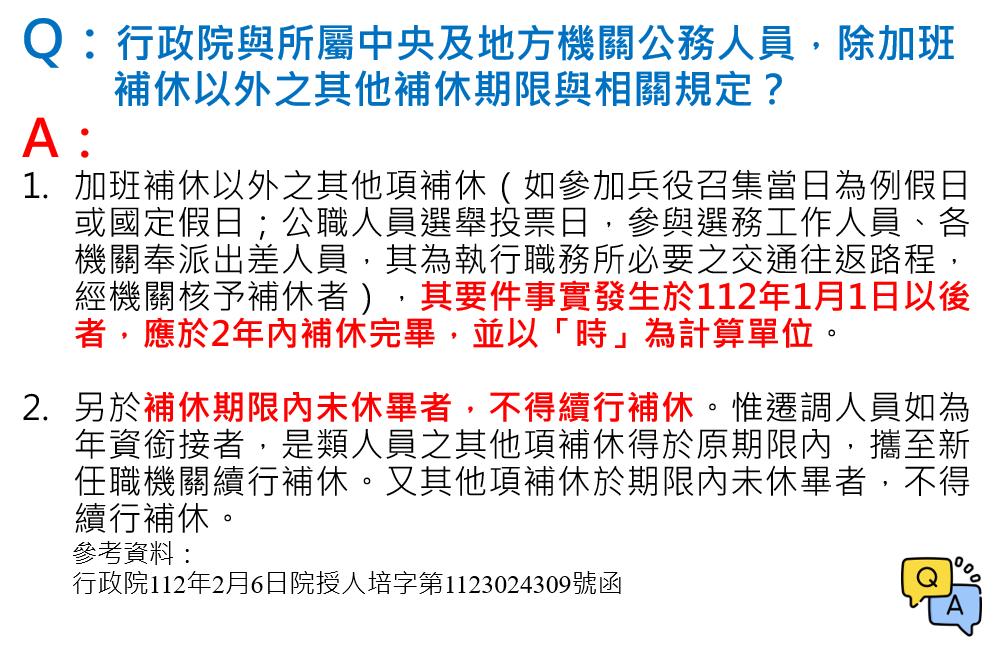 Q：行政院與所屬中央及地方機關公務人員，除加班
補休以外之其他補休期限與相關規定？
A：
1. 加班補休以外之其他項補休（如參加兵役召集當日為例假日
或國定假日；公職人員選舉投票日，參與選務工作人員、各
機關奉派出差人員，其為執行職務所必要之交通往返路程，
經機關核予補休者），其要件事實發生於112年1月1日以後
者，應於2年內補休完畢，並以「時」為計算單位。
2. 另於補休期限內未休畢者，不得續行補休。惟遷調人員如為
年資銜接者，是類人員之其他項補休得於原期限內，攜至新
任職機關續行補休。又其他項補休於期限內未休畢者，不得
續行補休。
參考資料：
行政院112年2月6日院授人培字第1123024309號函
Q
A